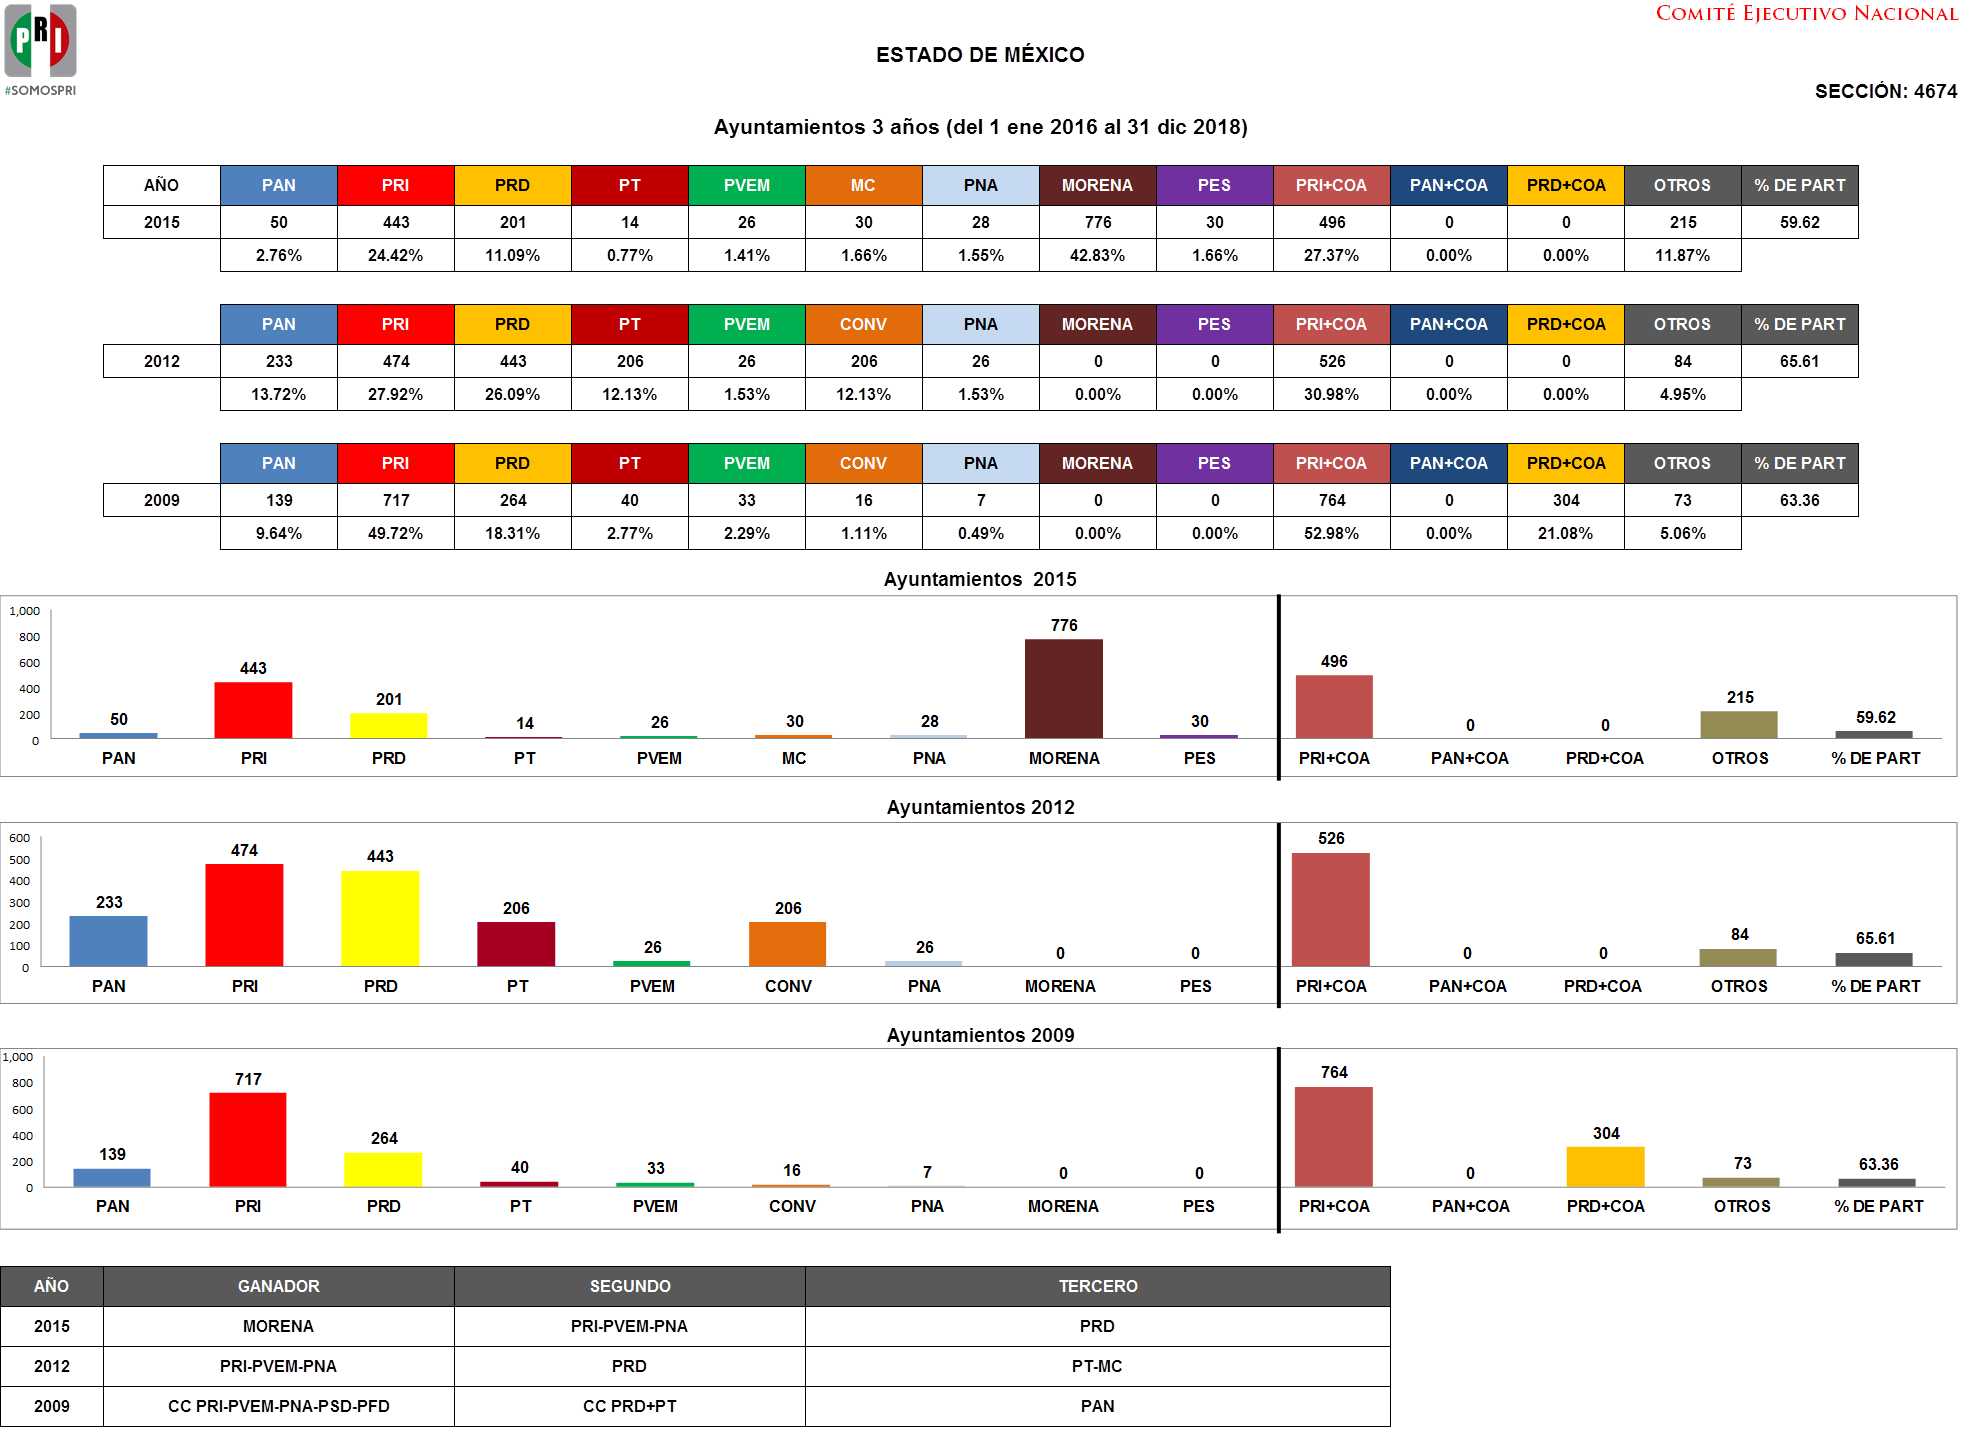 PRI
#SOMOSPRI
COMITÉ EJECUTIVO NACIONAL
ESTADO DE MÉXICO
SECCIÓN: 4674
Ayuntamientos 3 años (del 1 ene 2016 al 31 dic 2018)
AÑO PAN PRI PRD PT PVEM MC PNA MORENA PES PRI+COA PAN+COA PRD+COA OTROS % DE PART
2015 50 443 201 14 26 30 28 776 30 496 0 0 215 59.62
2.76% 24.42% 11.09% 0.77% 1.41% 1.66% 1.55% 42.83% 1.66% 27.37% 0.00% 0.00% 11.87%
PAN PRI PRD PT PVEM CONV PNA MORENA PES PRI+COA PAN+COA PRD+COA OTROS % DE PART
2012 233 474 443 206 26 206 26 0 0 526 0 0 84 65.61
13.72% 27.92% 26.09% 12.13% 1.53% 12.13% 1.53% 0.00% 0.00% 30.98% 0.00% 0.00% 4.95%
PAN PRI PRD PT PVEM CONV PNA MORENA PES PRI+COA PAN+COA PRD+COA OTROS % DE PART
2009 139 717 264 40 33 16 7 0 0 764 0 304 73 63.36
9.64% 49.72% 18.31% 2.77% 2.29% 1.11% 0.49% 0.00% 0.00% 52.98% 0.00% 21.08% 5.06%
Ayuntamientos 2015
1,000
800
600
400
200
0
50 443 201 14 26 30 28 776 30 496 0 0 215 59.62
PAN PRI PRD PT PVEM MC PNA MORENA PES PRI+COA PAN+COA PRD+COA OTROS % DE PART
Ayuntamientos 2012
600
500
400
300
200
100
0
233 474 443 206 26 206 26 0 0 526 0 0 84 65.61
PAN PRI PRD PT PVEM CONV PNA MORENA PES PRI+COA PAN+COA PRD+COA OTROS % DE PART
Ayuntamientos 2009
1,000
800
600
400
200
0
139 717 264 40 33 16 7 0 0 764 0 304 73 63.36
PAN PRI PRD PT PVEM CONV PNA MORENA PES PRI+COA PAN+COA PRD+COA OTROS % DE PART
AÑO GANADOR SEGUNDO TERCERO
2015 MORENA PRI-PVEM-PNA PRD
2012 PRI-PVEM-PNA PRD PT-MC
2009 CC PRI-PVEM-PNA-PSD-PFD CC PRD+PT PAN